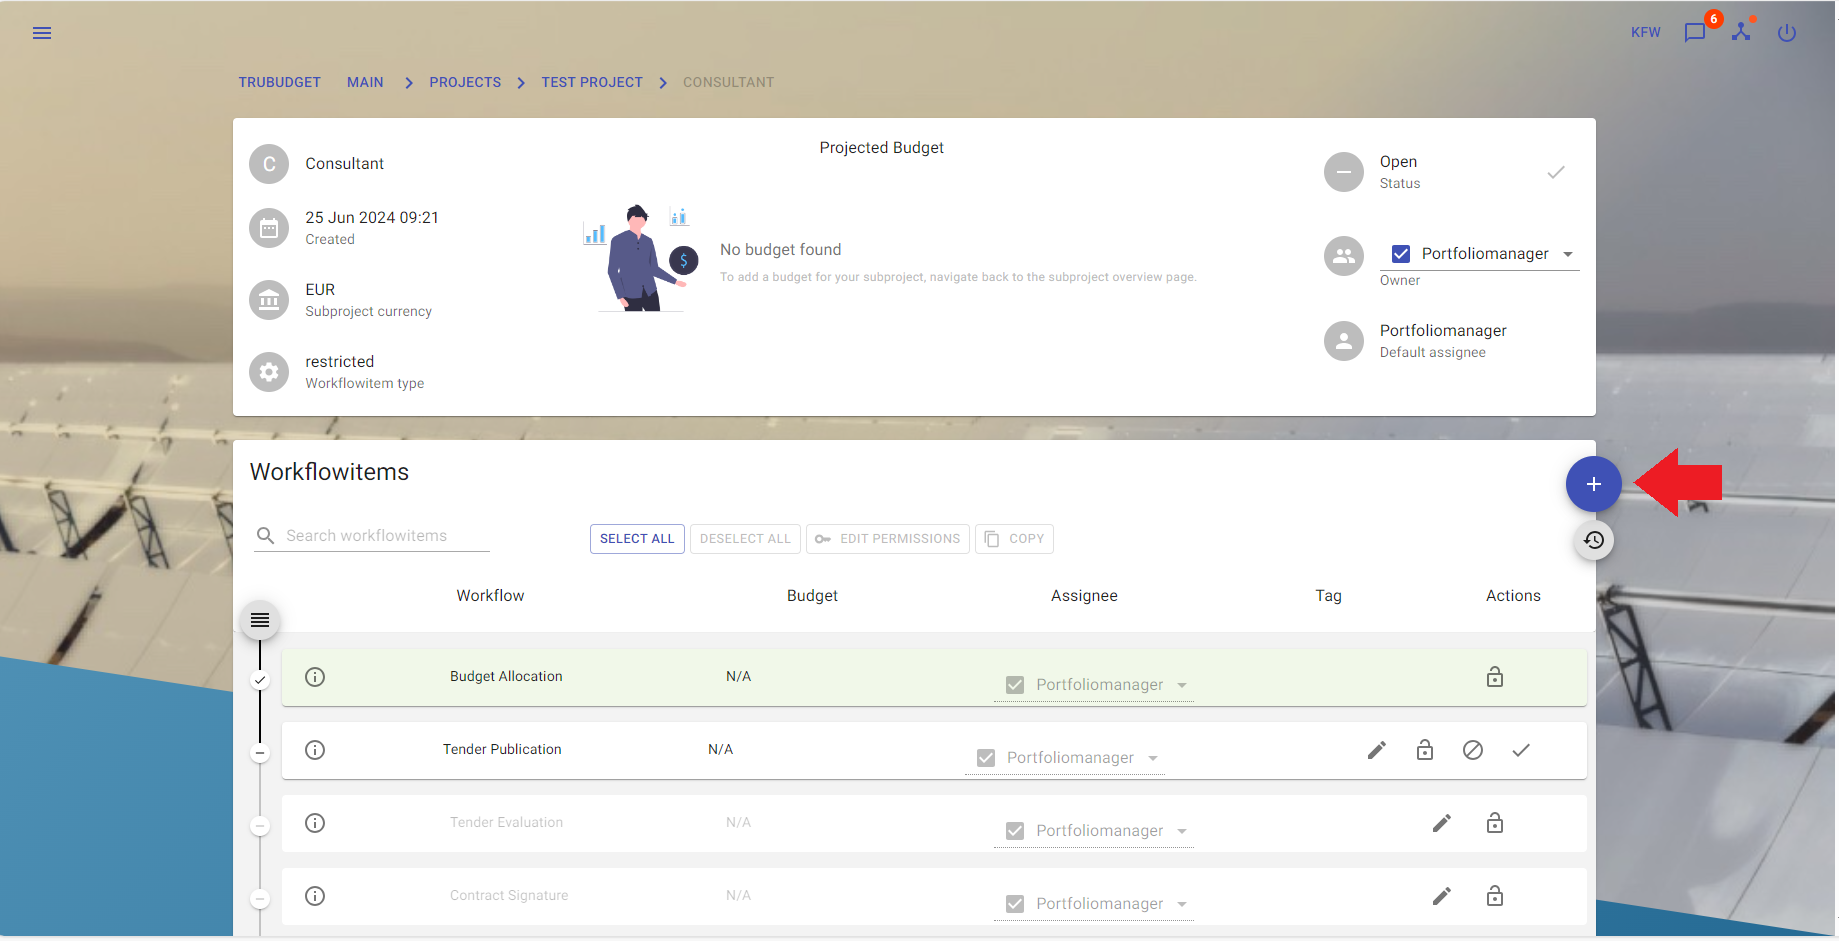 KFW
6
TRUBUDGET MAIN PROJECTS TEST PROJECT CONSULTANT
C
Consultant
25 Jun 2024 09:21
Created
EUR
Subproject currency
restricted
Workflowitem type
Projected Budget
$
No budget found
To add a budget for your subproject, navigate back to the subproject overview page.
Open
Status
Portfoliomanager
Owner
Portfoliomanager
Default assignee
Workflowitems
Search workflowitems
SELECT ALL DESELECT ALL EDIT PERMISSIONS COPY
Workflow Budget Assignee Tag Actions
Budget Allocation N/A Portfoliomanager
Tender Publication N/A Portfoliomanager
Tender Evaluation N/A Portfoliomanager
Contract Signature N/A Portfoliomanager